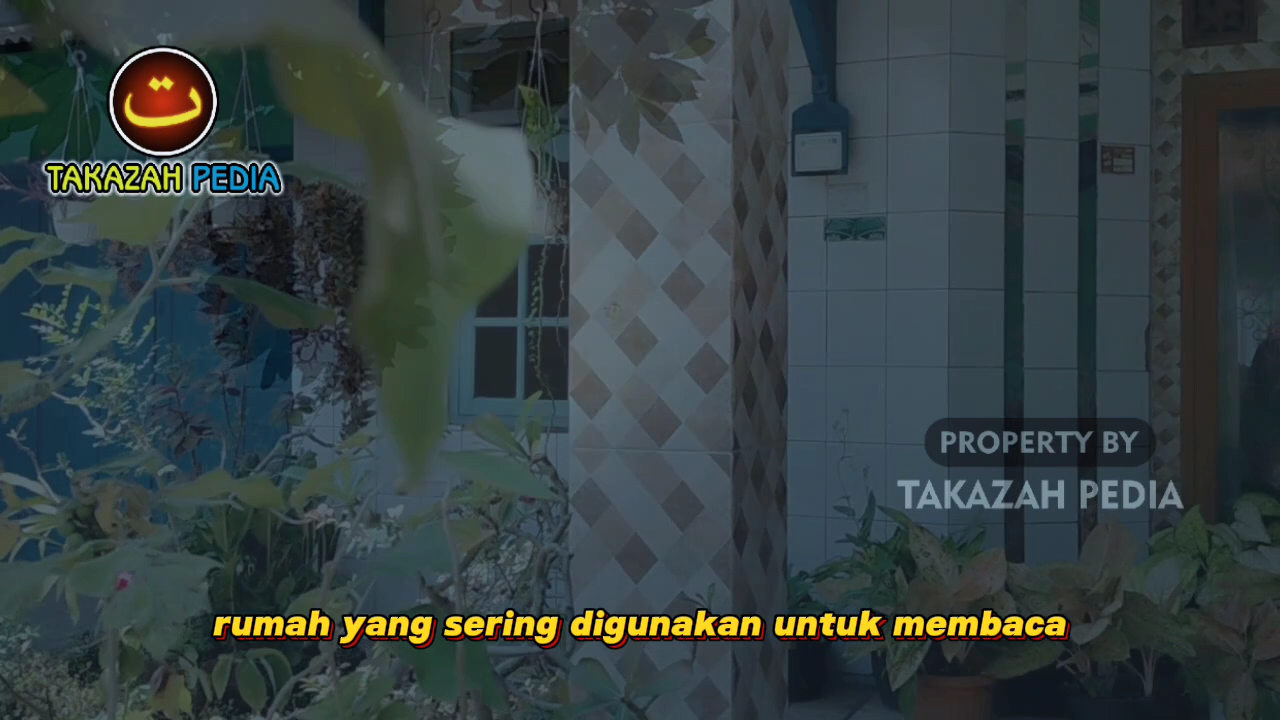 ت
TAKAZAH PEDIA
PROPERTY BY
TAKAZAH PEDIA
rumah yang sering digunakan untuk membaca